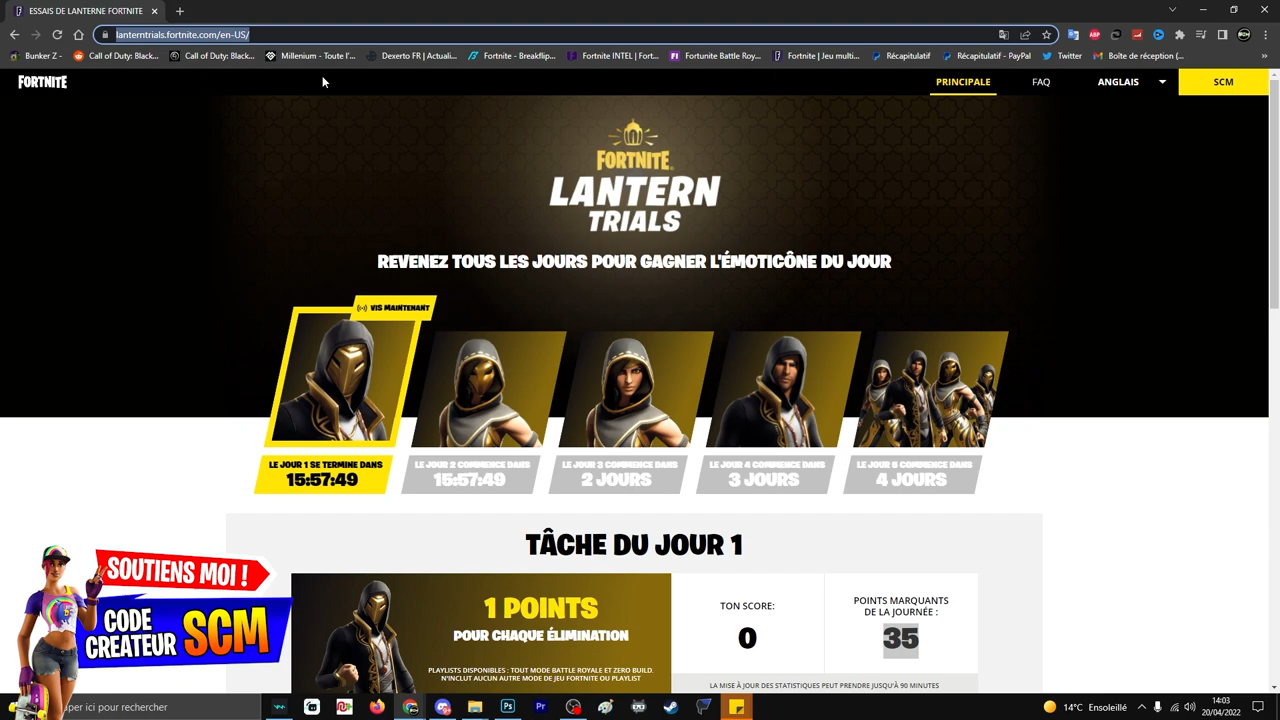 ESSAIS DE FORTNITE
lanterntrials.fortnite.com/en-US/
Bunker Z -
Call of Duty: Black...
Call of Duty: Black...
Millenium - Toute l'...
Dexerto FR | Actuali...
Fortnite - Breakflip...
Fortnite INTEL | Fort...
Fortunite Battle Roy...
Fortnite | Jeu multi...
Récapitulatif
Récapitulatif - PayPal
Twitter
Boîte de réception (...
FORTNITE
PRINCIPALE
FAQ
ANGLAIS
SCM
FORTNITE
LANTERN
TRIALS
REVENEZ TOUS LES JOURS POUR GAGNER L'ÉMOTICÔNE DU JOUR
VIS MAINTENANT
LE JOUR 1 SE TERMINE DANS
15:57:49
LE JOUR 2 COMMENCE DANS
15:57:49
LE JOUR 3 COMMENCE DANS
2 JOURS
LE JOUR 4 COMMENCE DANS
3 JOURS
LE JOUR 5 COMMENCE DANS
4 JOURS
TÂCHE DU JOUR 1
1 POINTS
POUR CHAQUE ÉLIMINATION
PLAYLISTS DISPONIBLES : TOUT MODE BATTLE ROYALE ET ZERO BUILD.
N'INCLUT AUCUN AUTRE MODE DE JEU FORTNITE OU PLAYLIST
TON SCORE:
0
POINTS MARQUANTS
DE LA JOURNÉE :
35
LA MISE À JOUR DES STATISTIQUES PEUT PRENDRE JUSQU'À 90 MINUTES
SOUTIENS MOI !
CODE
CREATEUR SCM
aper ici pour rechercher
14°C Ensoleillé
14:03
20/04/2022